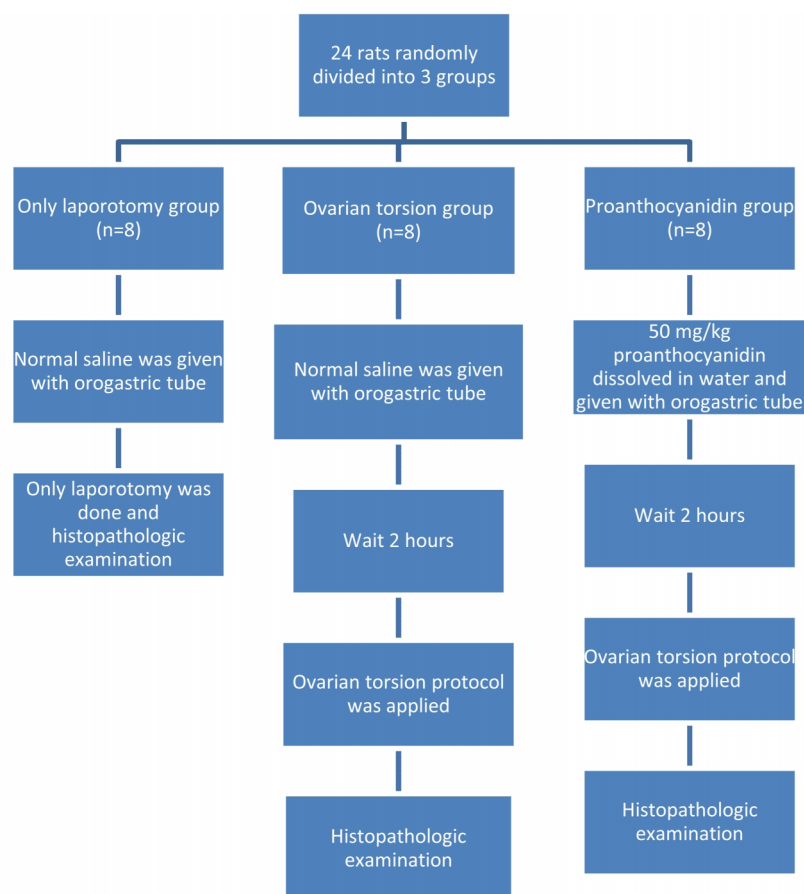 24 rats randomly
divided into 3 groups
Only laporotomy group
(n=8)
Normal saline was given
with orogastric tube
Only laporotomy was
done and
histopathologic
examination
Ovarian torsion group
(n=8)
Normal saline was given
with orogastric tube
Wait 2 hours
Ovarian torsion protocol
was applied
Histopathologic
examination
Proanthocyanidin group
(n=8)
50 mg/kg
proanthocyanidin
dissolved in water and
given with orogastric tube
Wait 2 hours
Ovarian torsion protocol
was applied
Histopathologic
examination